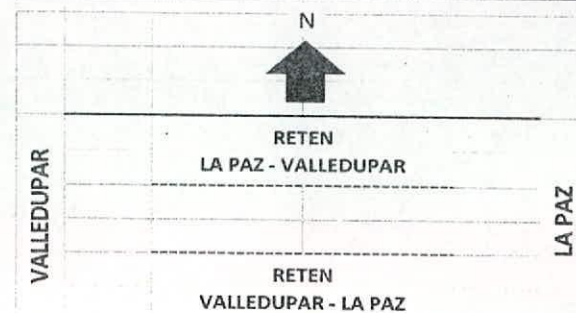 N
RETEN
LA PAZ - VALLEDUPAR
VALLEDUPAR
LA PAZ
RETEN
VALLEDUPAR - LA PAZ